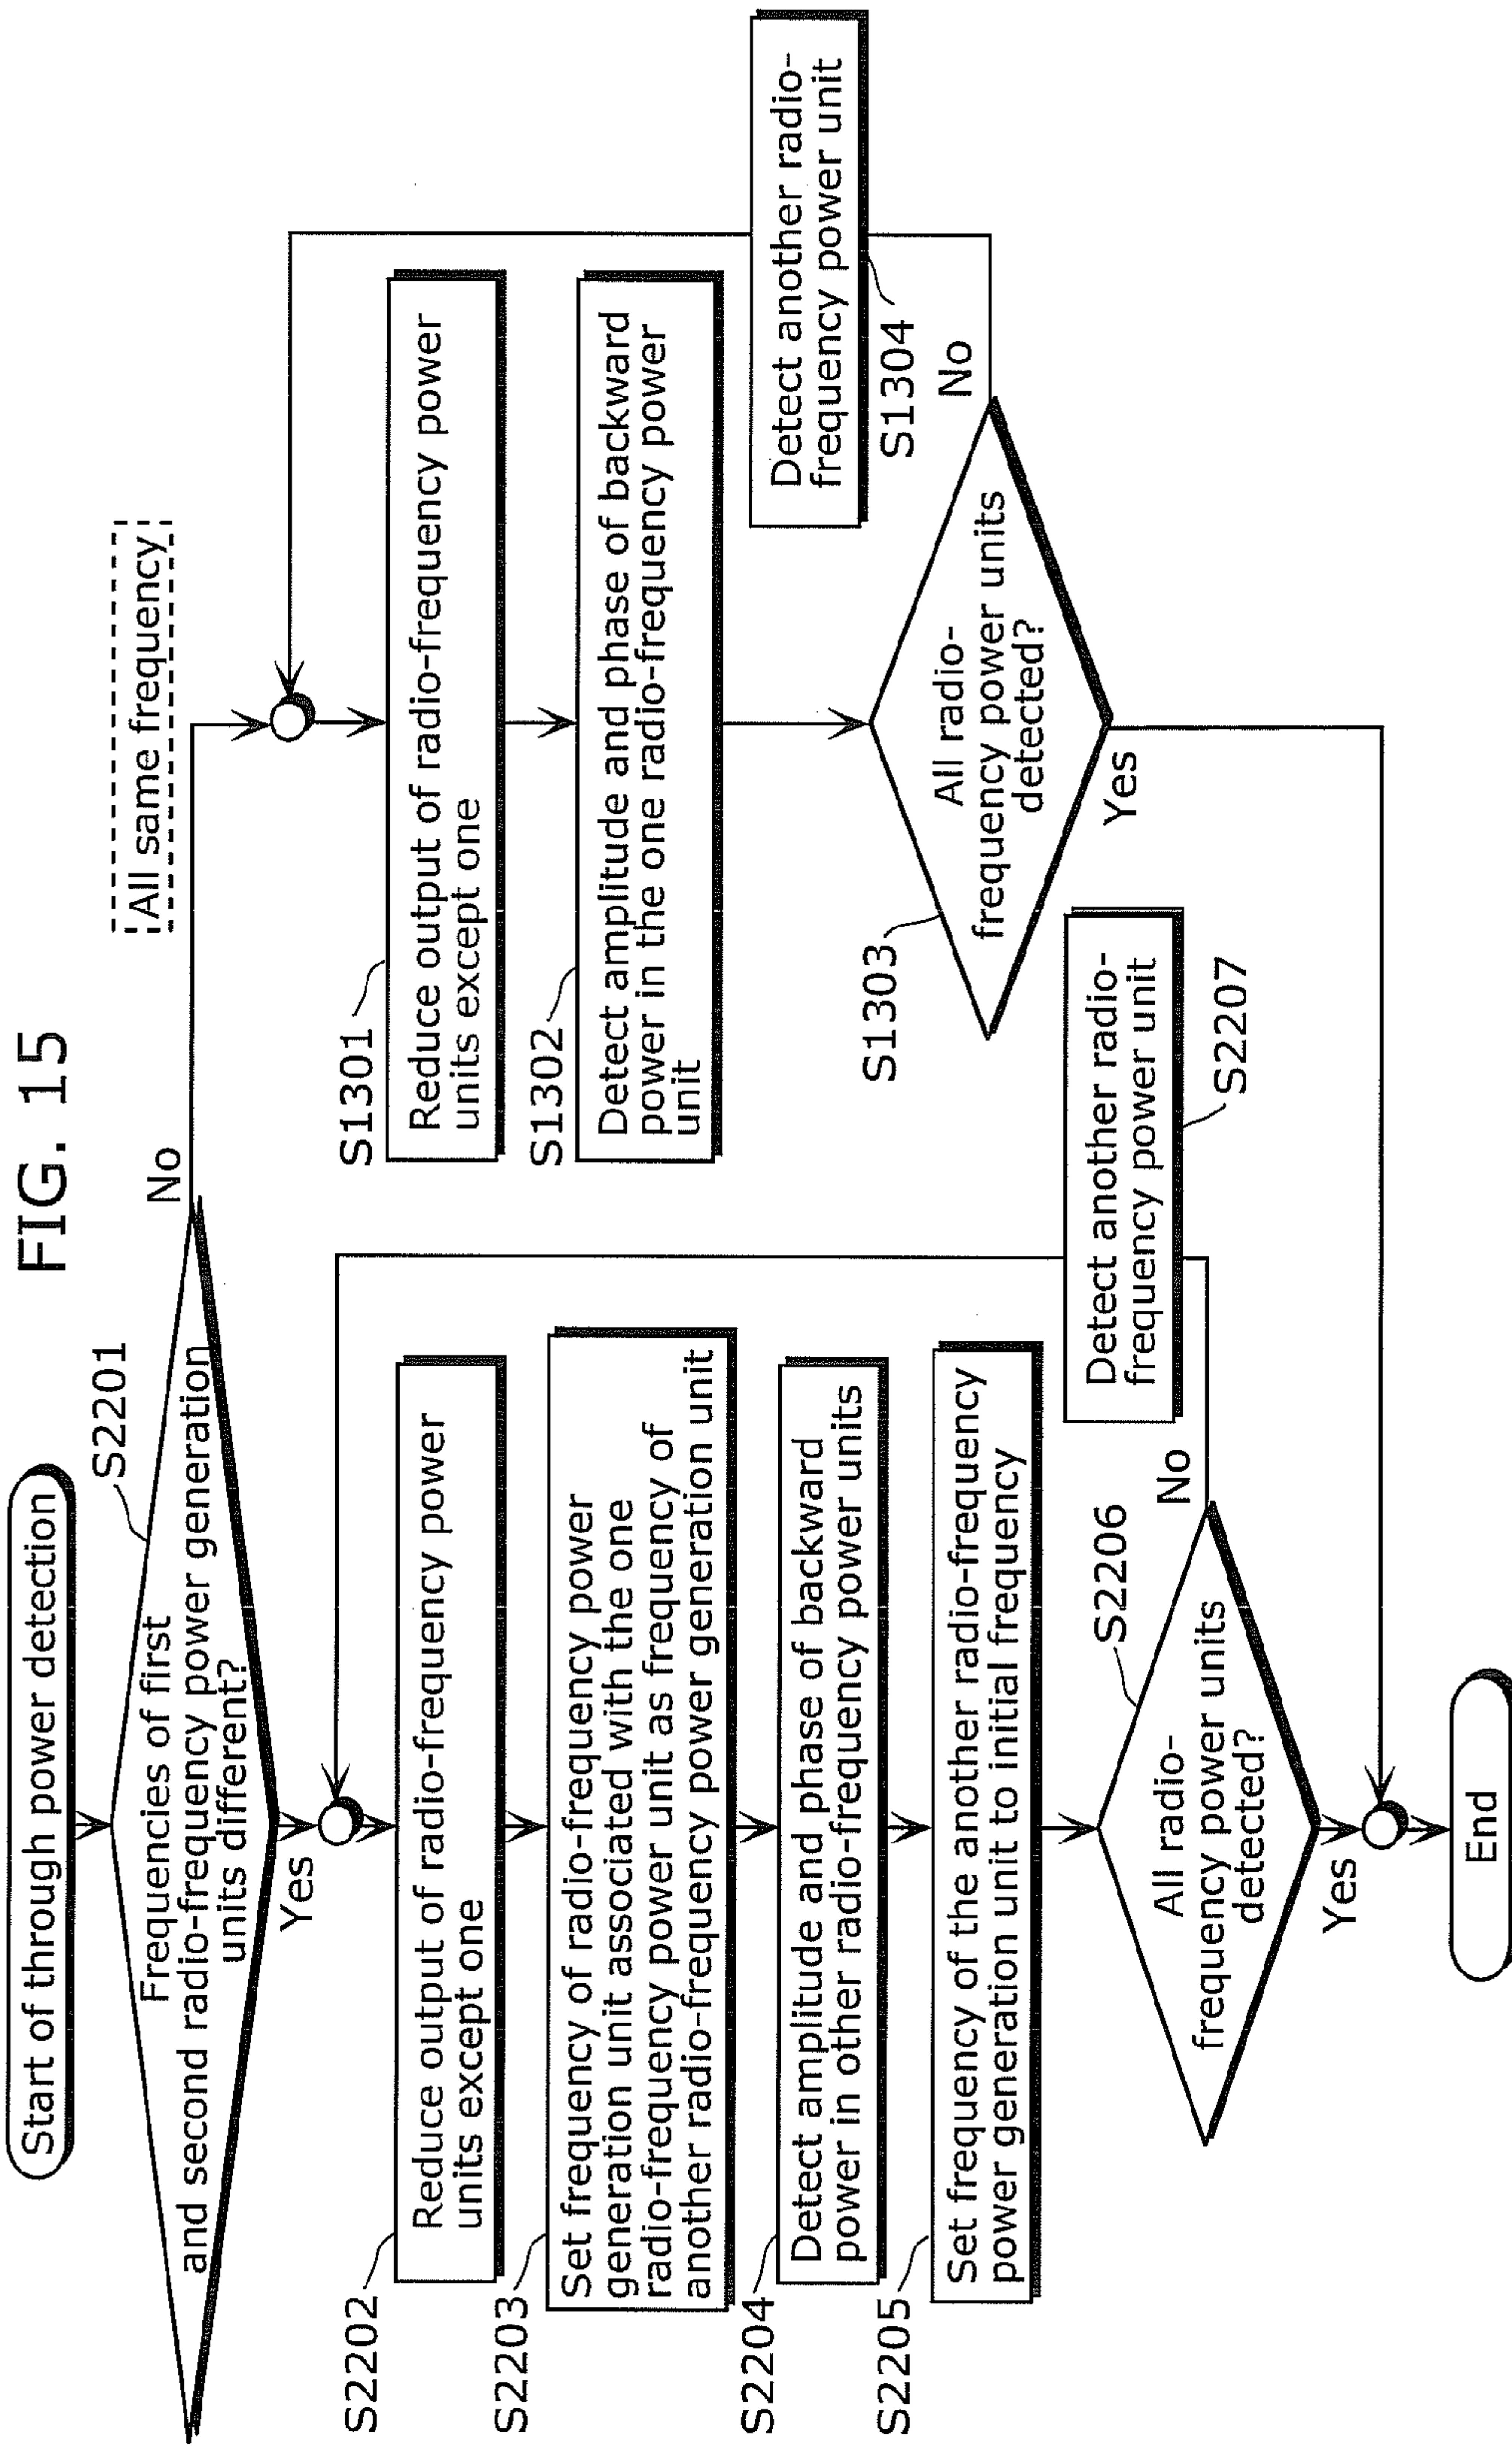 FIG. 15
Start of through power detection
S2201
Frequencies of first
and second radio-frequency power generation
units different?
No
Yes
All same frequency
S2202
Reduce output of radio-frequency power
units except one
S2203
Set frequency of radio-frequency power
generation unit associated with the one
radio-frequency power unit as frequency of
another radio-frequency power generation unit
S2204
Detect amplitude and phase of backward
power in other radio-frequency power units
S2205
Set frequency of the another radio-frequency
power generation unit to initial frequency
S2206
All radio-
frequency power units
detected?
No
Yes
Detect another radio-
frequency power unit
S2207
S1301
Reduce output of radio-frequency power
units except one
S1302
Detect amplitude and phase of backward
power in the one radio-frequency power
unit
S1303
All radio-
frequency power units
detected?
No
Yes
Detect another radio-
frequency power unit
S1304
End